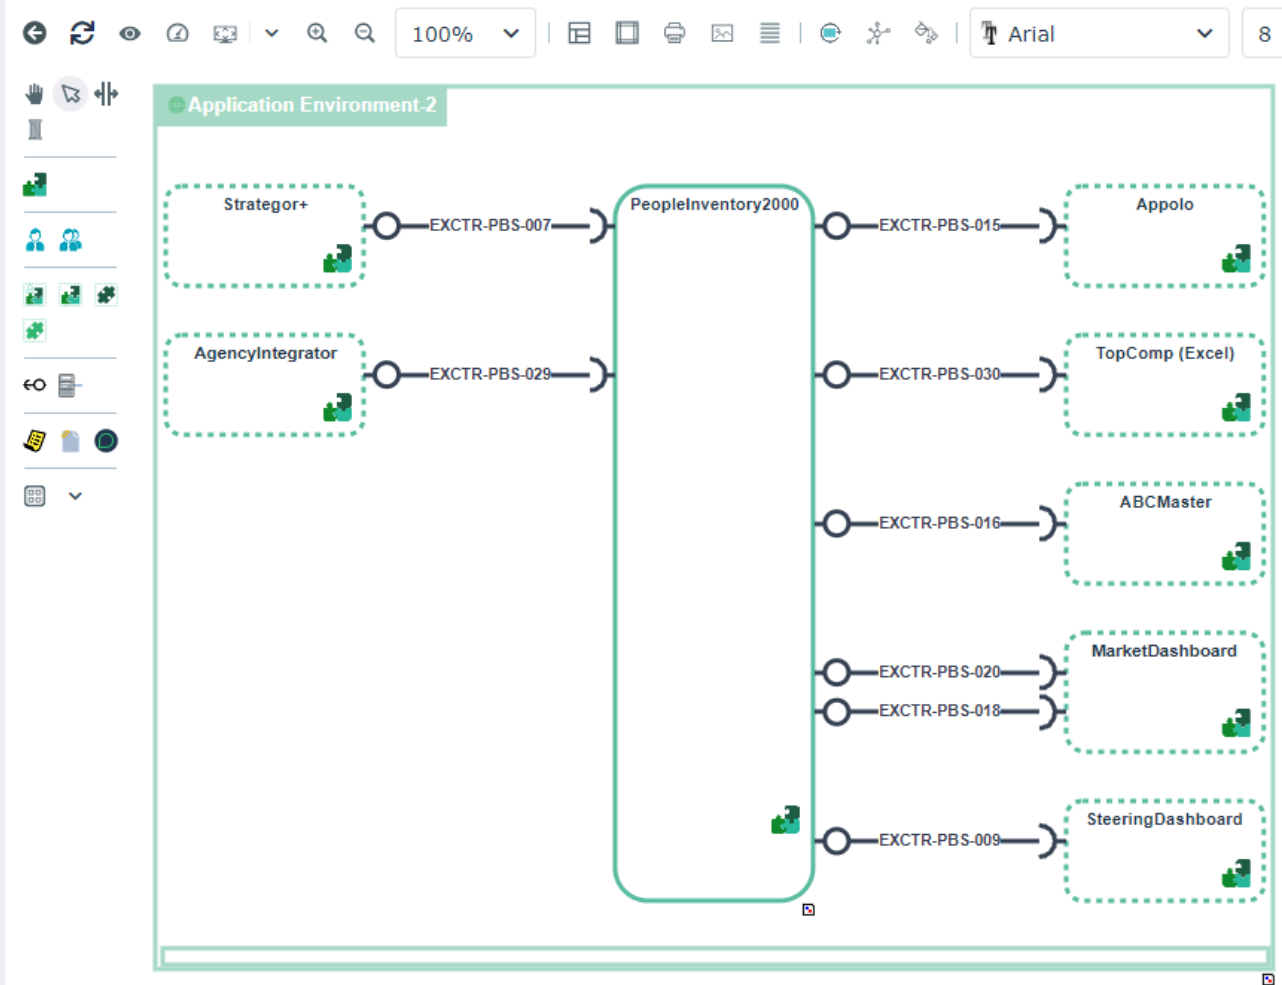 100%
Arial
8
Application Environment-2
Strategor+
EXCTR-PBS-007
PeopleInventory2000
EXCTR-PBS-015
Appolo
AgencyIntegrator
EXCTR-PBS-029
EXCTR-PBS-030
TopComp (Excel)
EXCTR-PBS-016
ABCMaster
EXCTR-PBS-020
EXCTR-PBS-018
MarketDashboard
EXCTR-PBS-009
SteeringDashboard